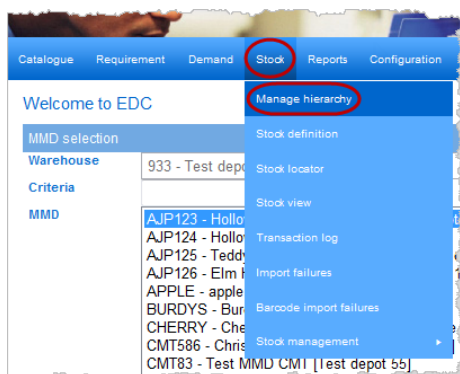 Catalogue Requirement Demand Stock Reports Configuration
Welcome to EDC
Manage hierarchy
MMD selection
Stock definition
Warehouse
933 - Test depo
Stock locator
Criteria
Stock view
MMD
AJP123 - Hollo
AJP124 - Hollo
Transaction log
AJP125 - Teddy
AJP126 - Elm H
Import failures
APPLE - apple
BURDYS - Bur
Barcode import failures
CHERRY - Che
CMT586 - Chris
Stock management
CMT83 - Test MMD CMT [Test depot 55]